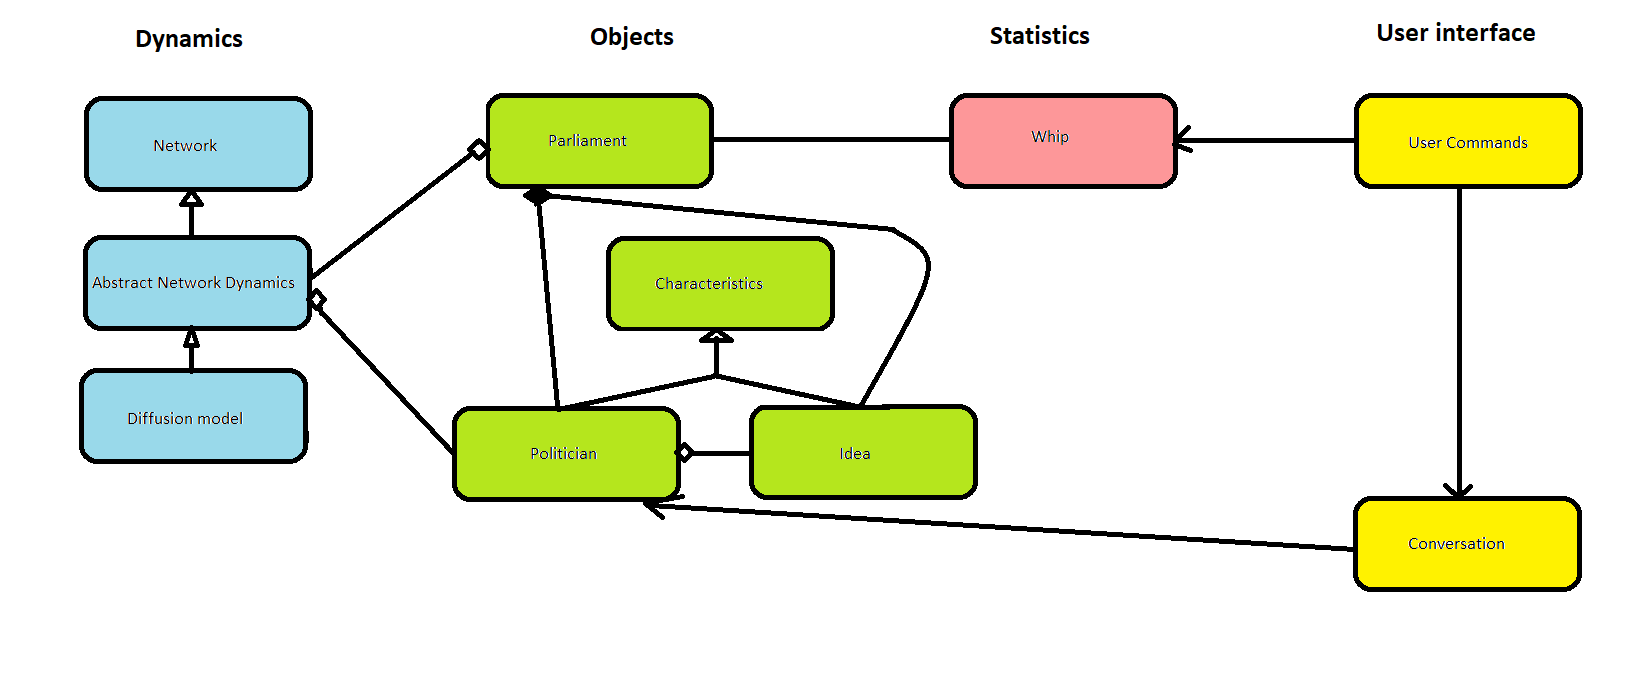 Dynamics
Objects
Statistics
User interface
Network
Parliament
Whip
User Commands
Abstract Network Dynamics
Characteristics
Diffusion model
Politician
Idea
Conversation